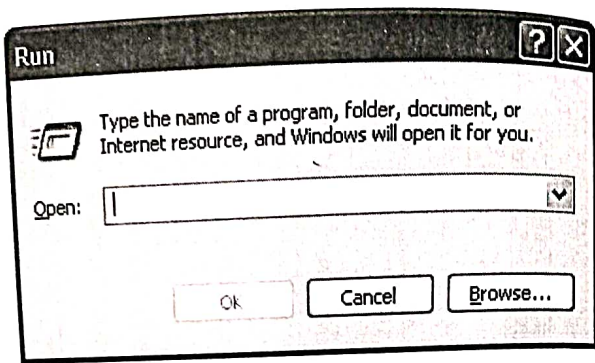 Run
Type the name of a program, folder, document, or
Internet resource, and Windows will open it for you.
Open:
OK
Cancel
Browse...